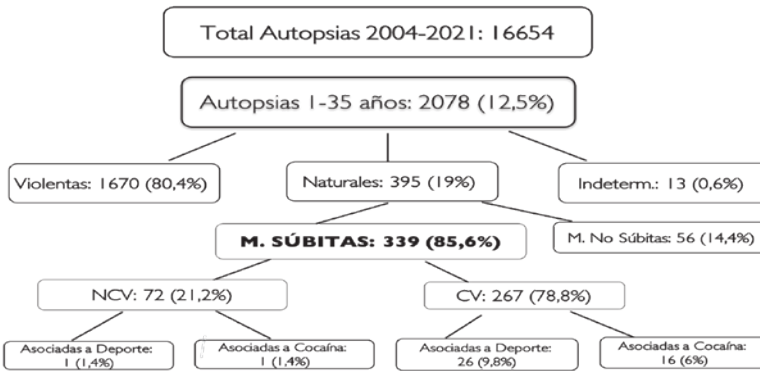 Total Autopsias 2004-2021: 16654
Autopsias 1-35 años: 2078 (12,5%)
Violentas: 1670 (80,4%)
Naturales: 395 (19%)
Indeterm.: 13 (0,6%)
M. SÚBITAS: 339 (85,6%)
M. No Súbitas: 56 (14,4%)
NCV: 72 (21,2%)
CV: 267 (78,8%)
Asociadas a Deporte:
1 (1,4%)
Asociadas a Cocaína:
1 (1,4%)
Asociadas a Deporte:
26 (9,8%)
Asociadas a Cocaína:
16 (6%)